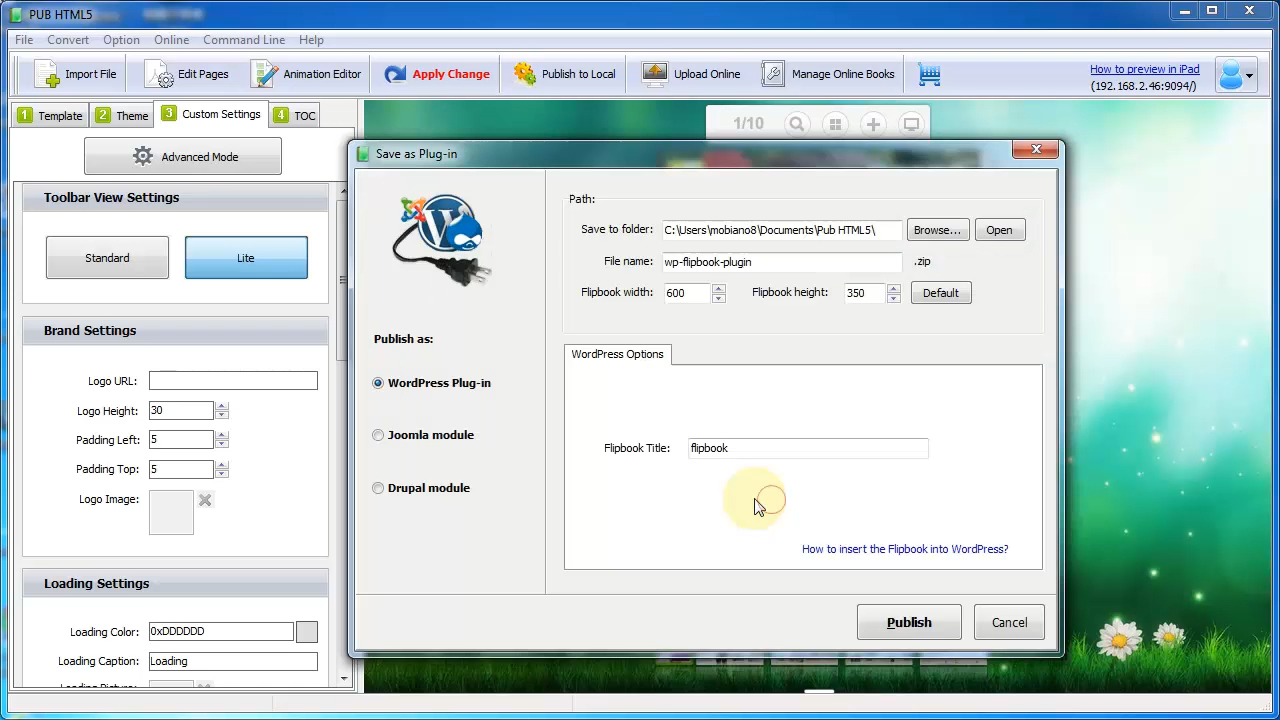 PUB HTML5
File Convert Option Online Command Line Help
Import File Edit Pages Animation Editor Apply Change Publish to Local Upload Online Manage Online Books How to preview in iPad
(192.168.2.46:9094/)
1 Template 2 Theme 3 Custom Settings 4 TOC
1/10
Advanced Mode
Toolbar View Settings
Standard Lite
Brand Settings
Logo URL:
Logo Height: 30
Padding Left: 5
Padding Top: 5
Logo Image:
Loading Settings
Loading Color: 0xDDDDDD
Loading Caption: Loading
Save as Plug-in
Publish as:
WordPress Plug-in
Joomla module
Drupal module
Path:
Save to folder: C:\Users\mobiano8\Documents\Pub HTML5\ Browse... Open
File name: wp-flipbook-plugin .zip
Flipbook width: 600 Flipbook height: 350 Default
WordPress Options
Flipbook Title: flipbook
How to insert the Flipbook into WordPress?
Publish Cancel